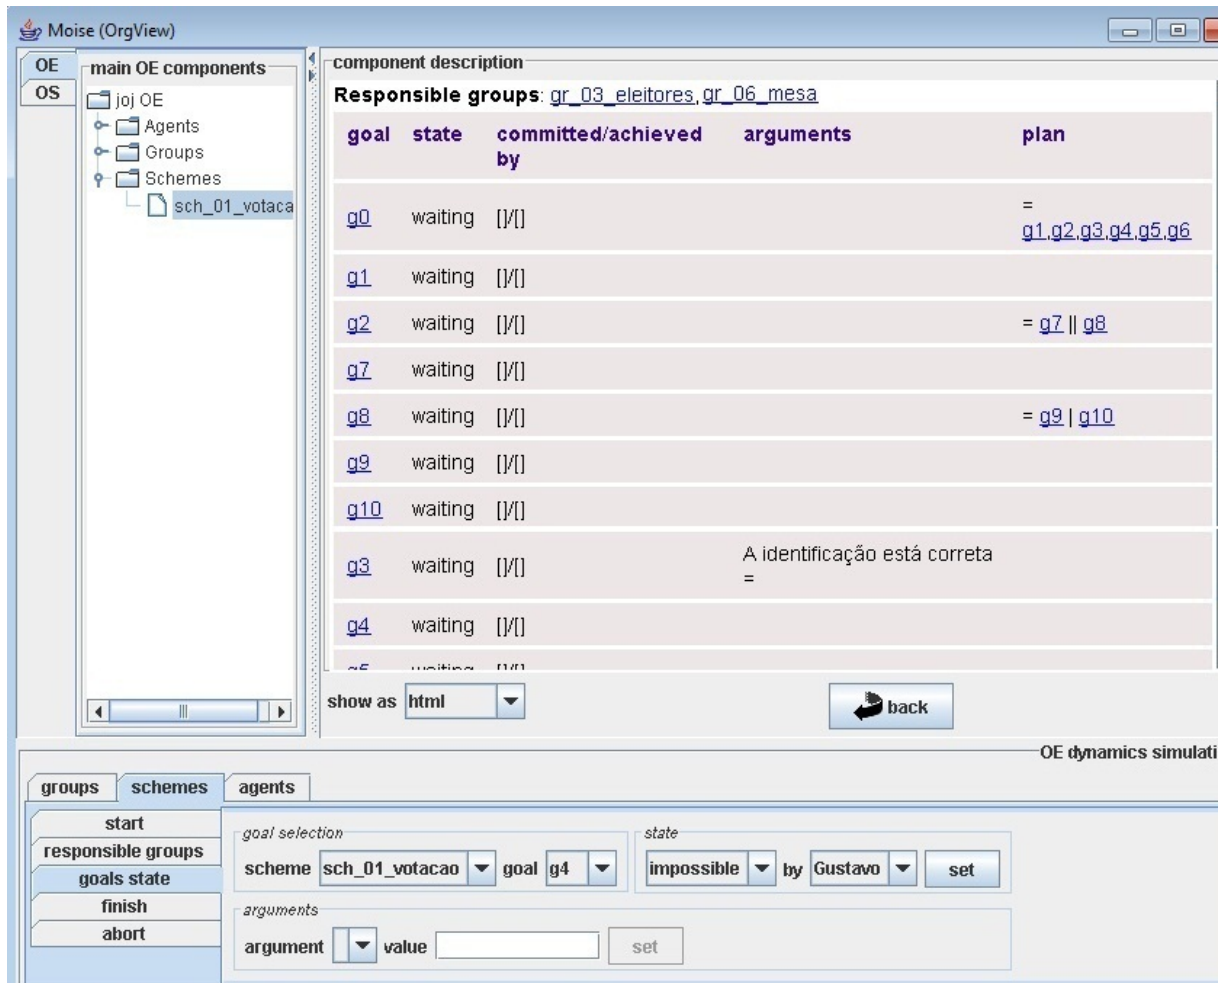 Moise (OrgView)
OE
OS
main OE components
joj OE
Agents
Groups
Schemes
sch_01_votaca
component description
Responsible groups: gr_03_eleitores,gr_06_mesa
goal state committed/achieved by arguments plan
g0 waiting []/[] = g1,g2,g3,g4,g5,g6
g1 waiting []/[]
g2 waiting []/[] = g7 || g8
g7 waiting []/[]
g8 waiting []/[] = g9 | g10
g9 waiting []/[]
g10 waiting []/[]
g3 waiting []/[] A identificação está correta =
g4 waiting []/[]
show as html
back
OE dynamics simulati
groups schemes agents
start
responsible groups
goals state
finish
abort
goal selection
scheme sch_01_votacao goal g4
state
impossible by Gustavo set
arguments
argument value set